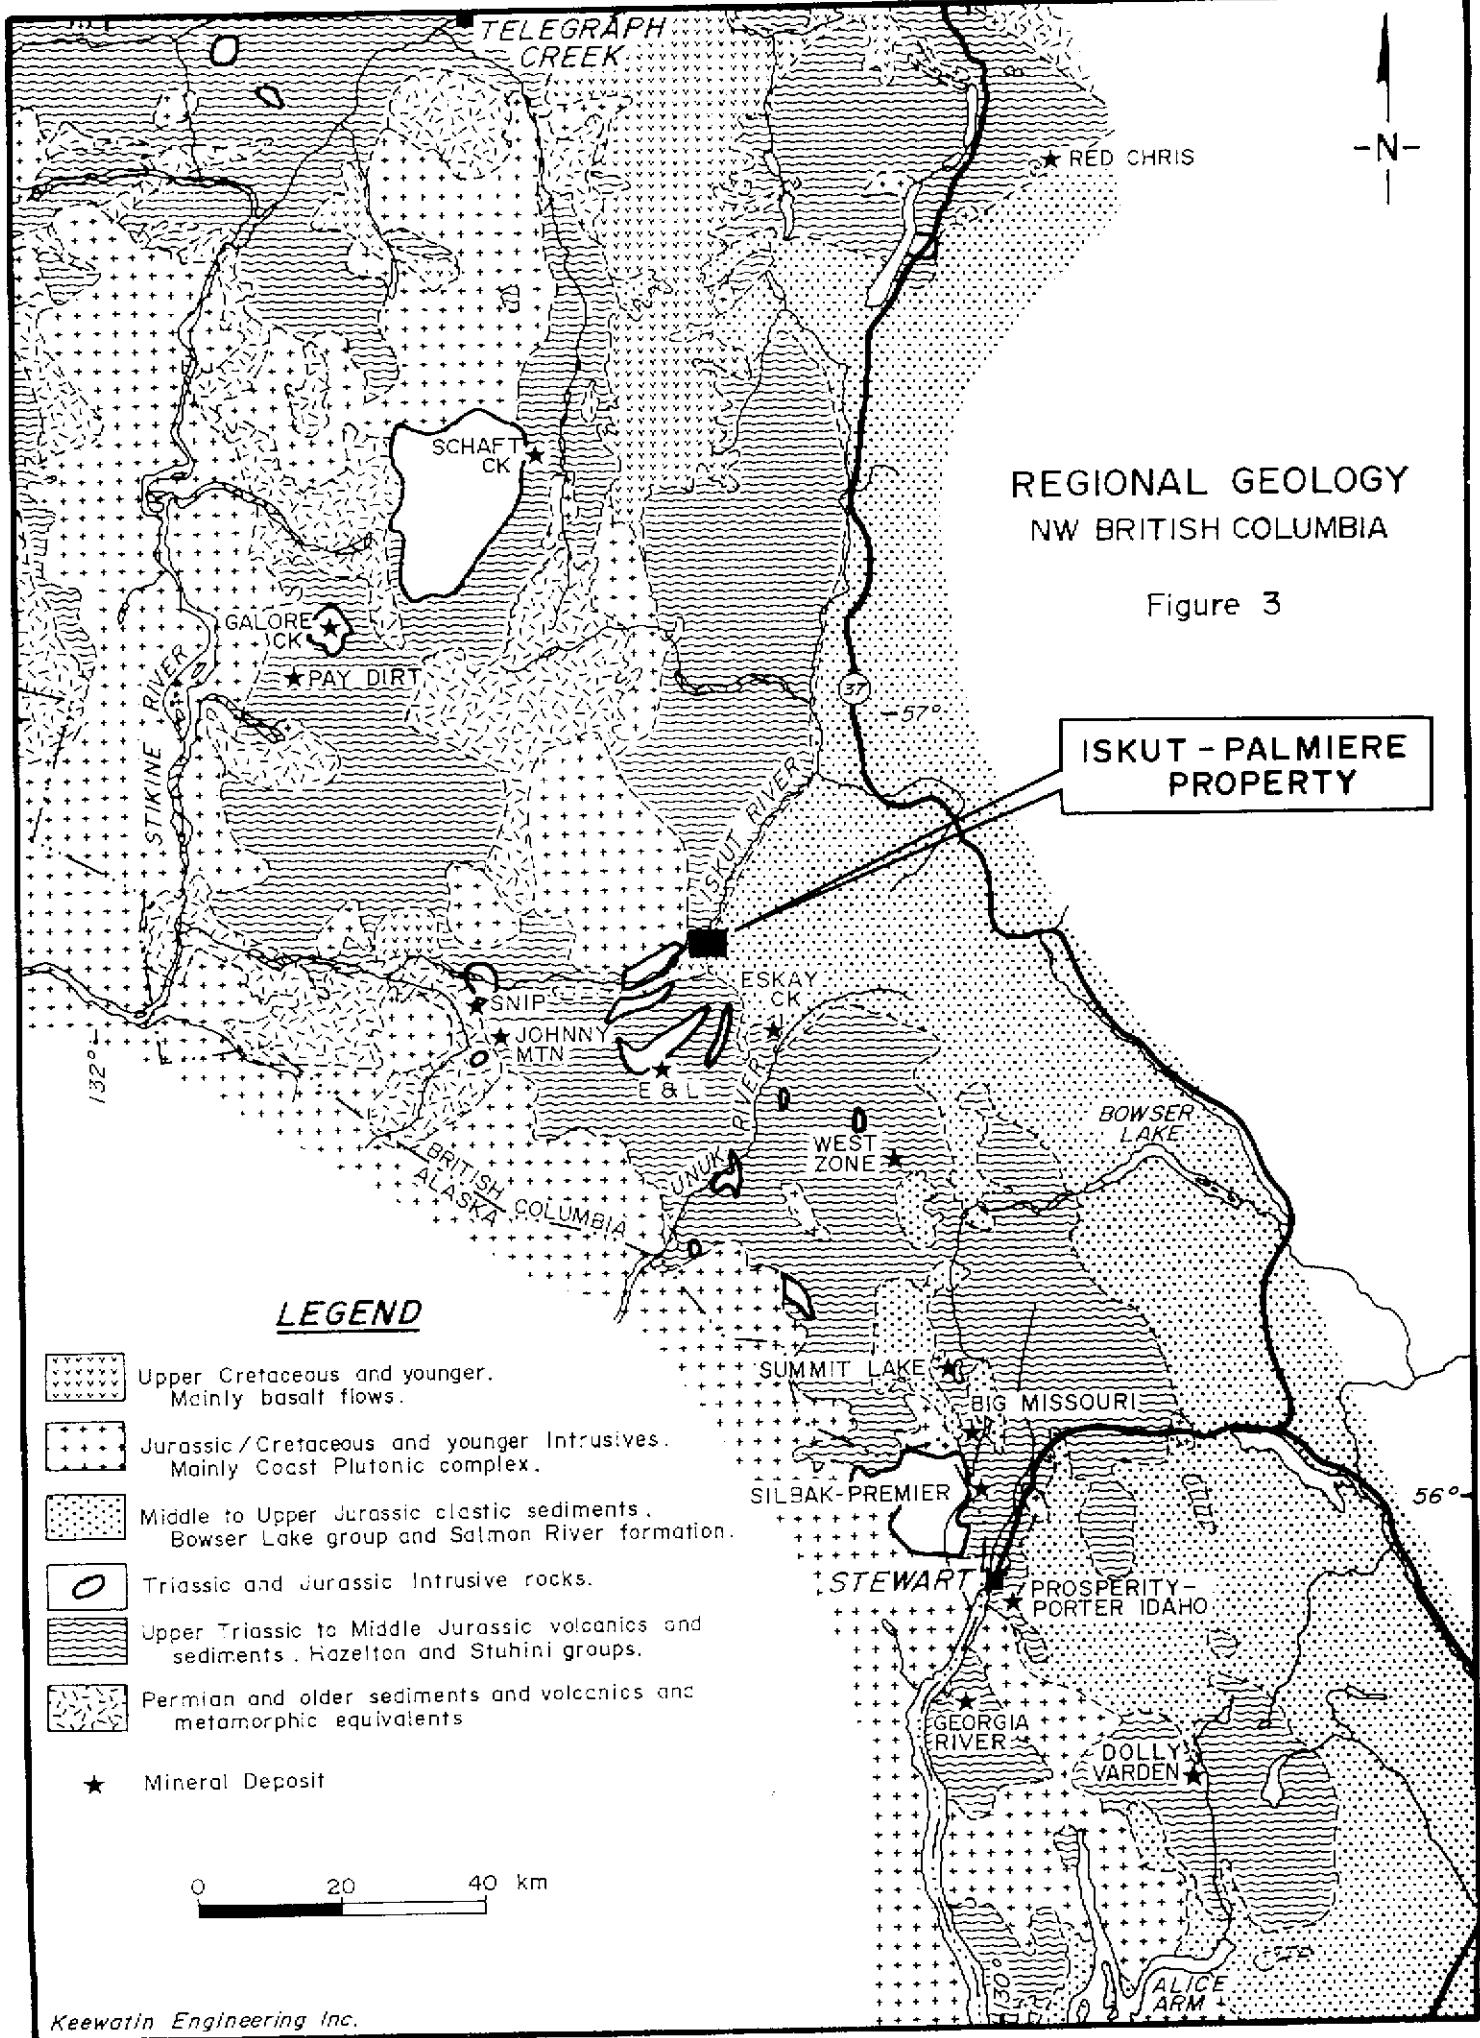 TELEGRAPH
CREEK
-N-
RED CHRIS
SCHAFT
CK
REGIONAL GEOLOGY
NW BRITISH COLUMBIA
Figure 3
GALORE
CK
PAY DIRT
STIKINE RIVER
37
57°
ISKUT - PALMIERE
PROPERTY
ISKUT RIVER
ESKAY
CK
SNIP
JOHNNY
MTN
E & L
132°
UNUK RIVER
WEST
ZONE
BOWSER
LAKE
BRITISH COLUMBIA
ALASKA
SUMMIT LAKE
BIG MISSOURI
SILBAK-PREMIER
56°
STEWART
PROSPERITY-
PORTER IDAHO
GEORGIA
RIVER
DOLLY
VARDEN
130°
ALICE
ARM
LEGEND
Upper Cretaceous and younger.
Mainly basalt flows.
Jurassic/Cretaceous and younger Intrusives.
Mainly Coast Plutonic complex.
Middle to Upper Jurassic clastic sediments.
Bowser Lake group and Salmon River formation.
Triassic and Jurassic Intrusive rocks.
Upper Triassic to Middle Jurassic volcanics and
sediments. Hazelton and Stuhini groups.
Permian and older sediments and volcanics and
metamorphic equivalents
Mineral Deposit
0 20 40 km
Keewatin Engineering Inc.